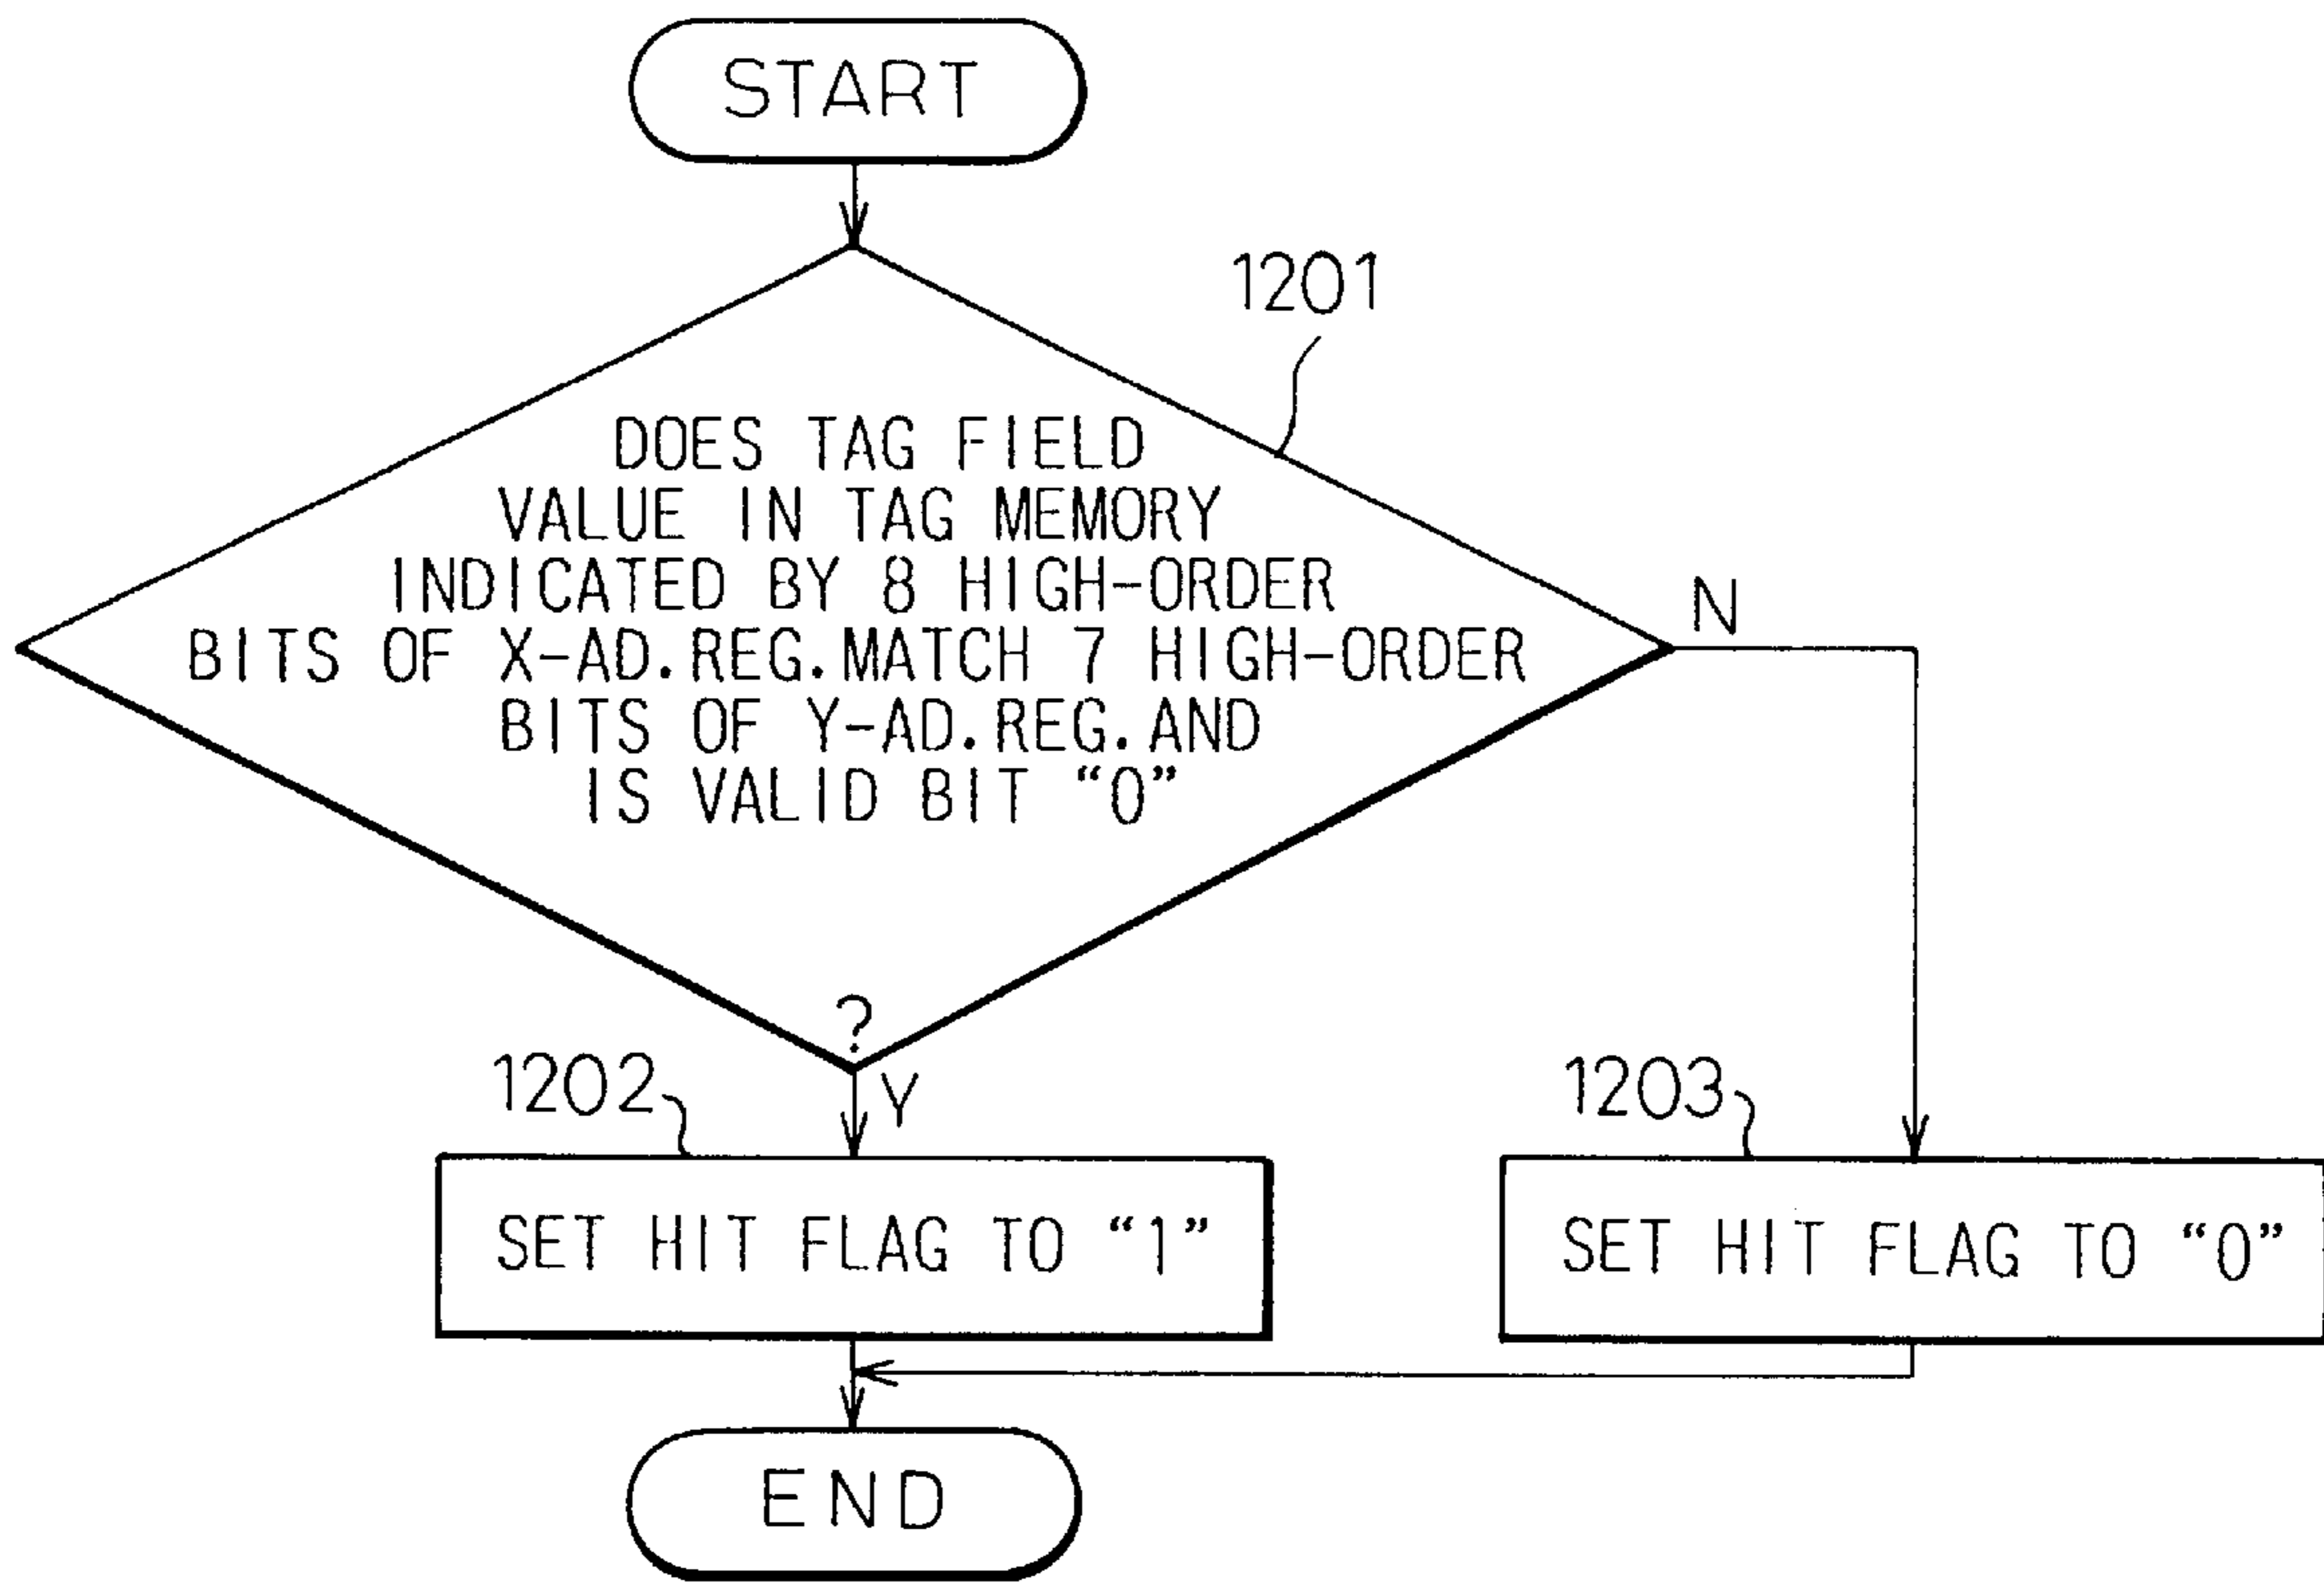 START
1201
DOES TAG FIELD
VALUE IN TAG MEMORY
INDICATED BY 8 HIGH-ORDER
BITS OF X-AD.REG.MATCH 7 HIGH-ORDER
BITS OF Y-AD.REG.AND
IS VALID BIT “0”
?
N
Y
1202
1203
SET HIT FLAG TO “1”
SET HIT FLAG TO “0”
END